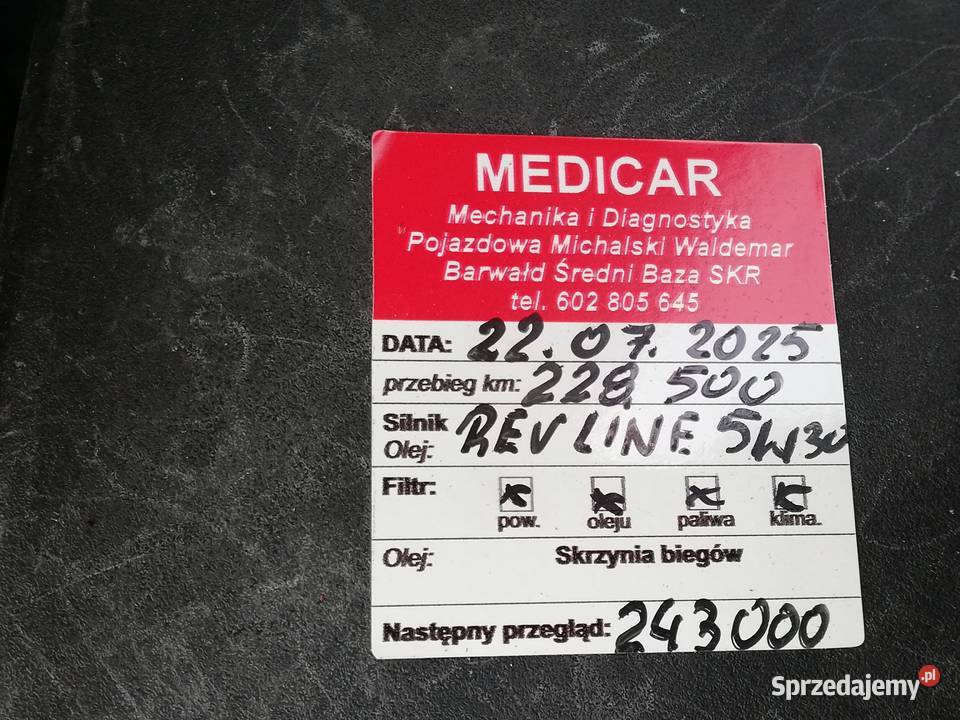 MEDICAR
Mechanika i Diagnostyka
Pojazdowa Michalski Waldemar
Barwałd Średni Baza SKR
tel. 602 805 645
DATA: 22.07.2025
przebieg km: 228 500
Silnik
Olej: REVLINE 5W30
Filtr:
pow. oleju paliwa klima.
Olej: Skrzynia biegów
Następny przegląd: 243000
Sprzedajemy.pl